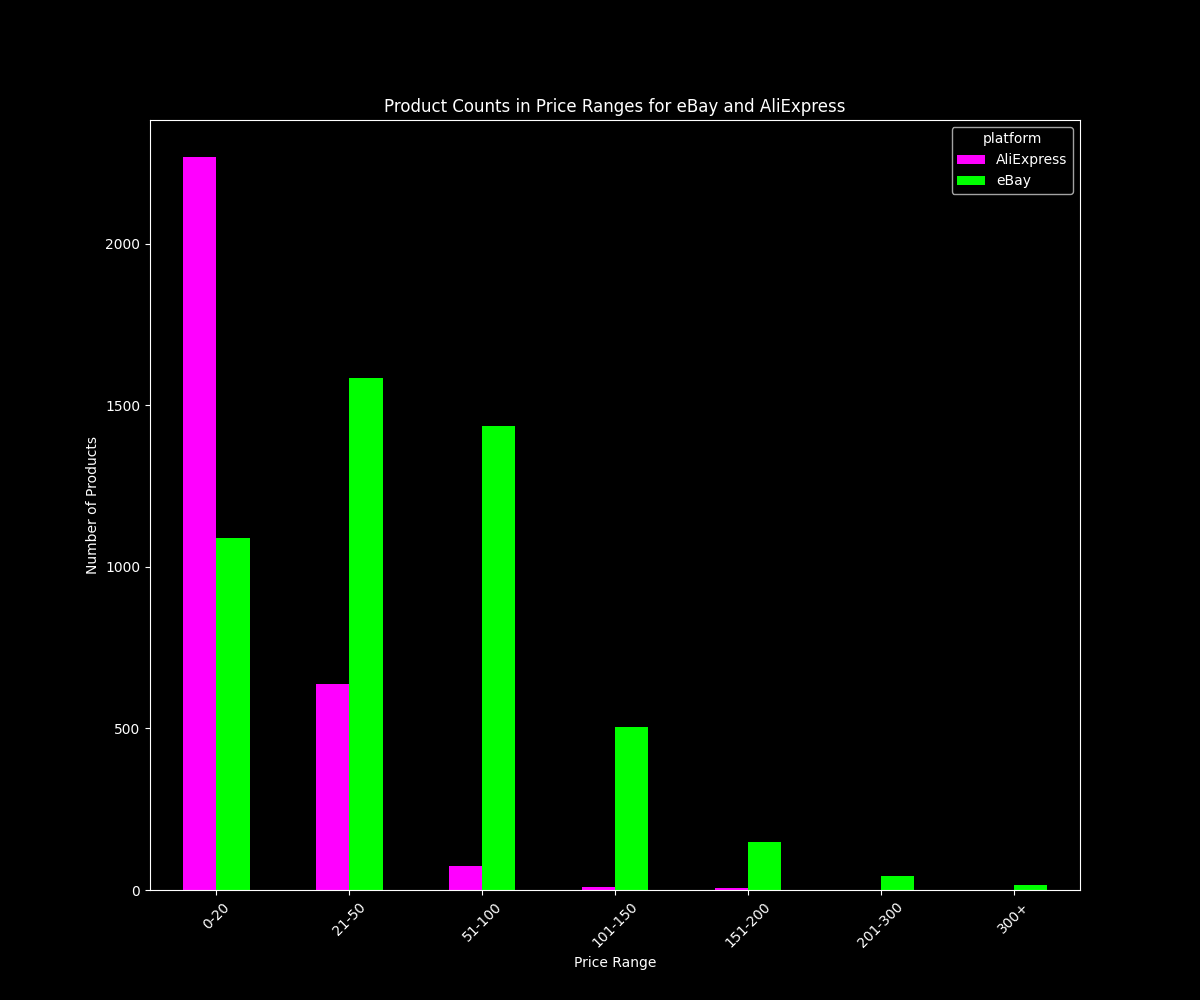 Product Counts in Price Ranges for eBay and AliExpress
platform
AliExpress
eBay
Number of Products
2000
1500
1000
500
0
0-20
21-50
51-100
101-150
151-200
201-300
300+
Price Range